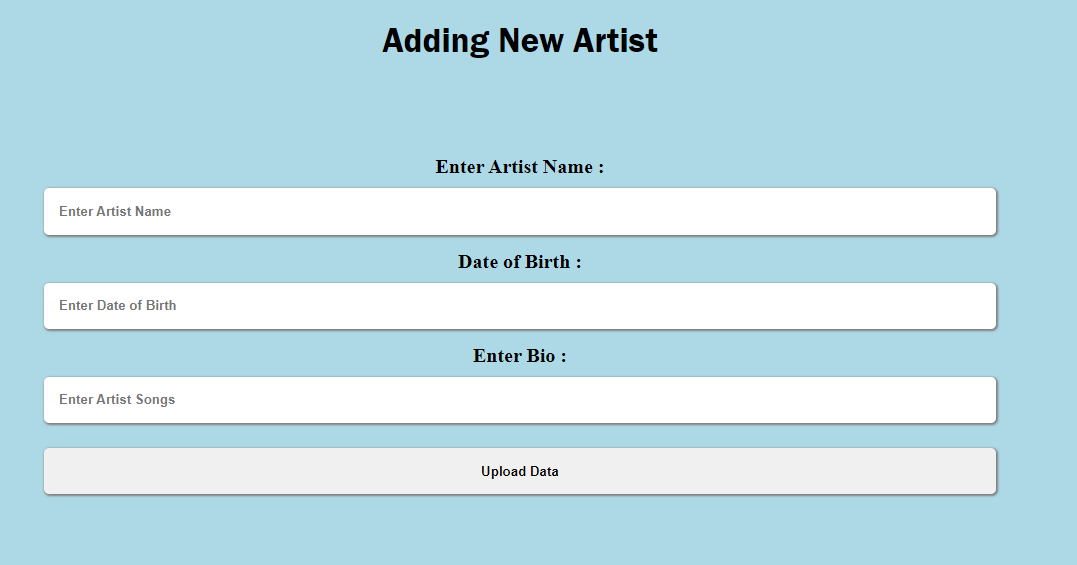 Adding New Artist
Enter Artist Name :
Enter Artist Name
Date of Birth :
Enter Date of Birth
Enter Bio :
Enter Artist Songs
Upload Data